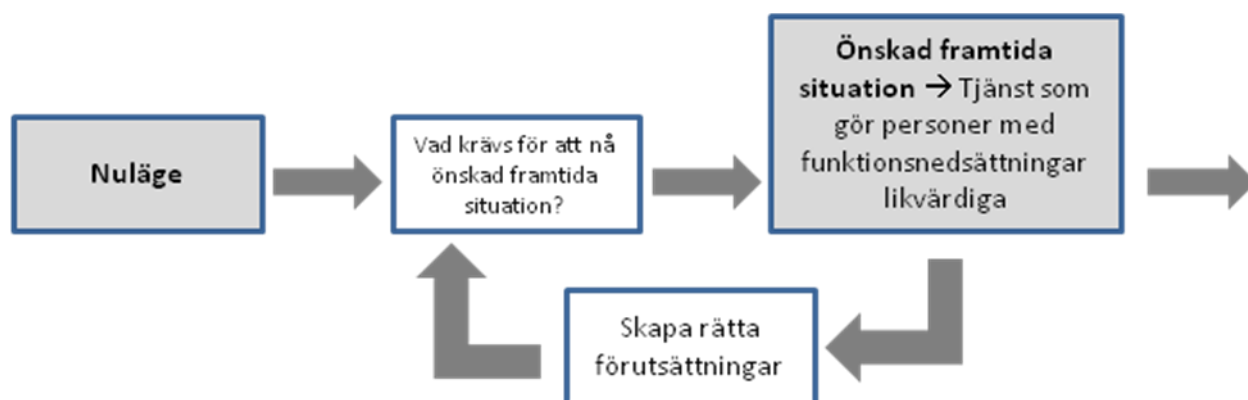 Nuläge
Vad krävs för att nå
önskad framtida
situation?
Önskad framtida
situation → Tjänst som
gör personer med
funktionsnedsättningar
likvärdiga
Skapa rätta
förutsättningar